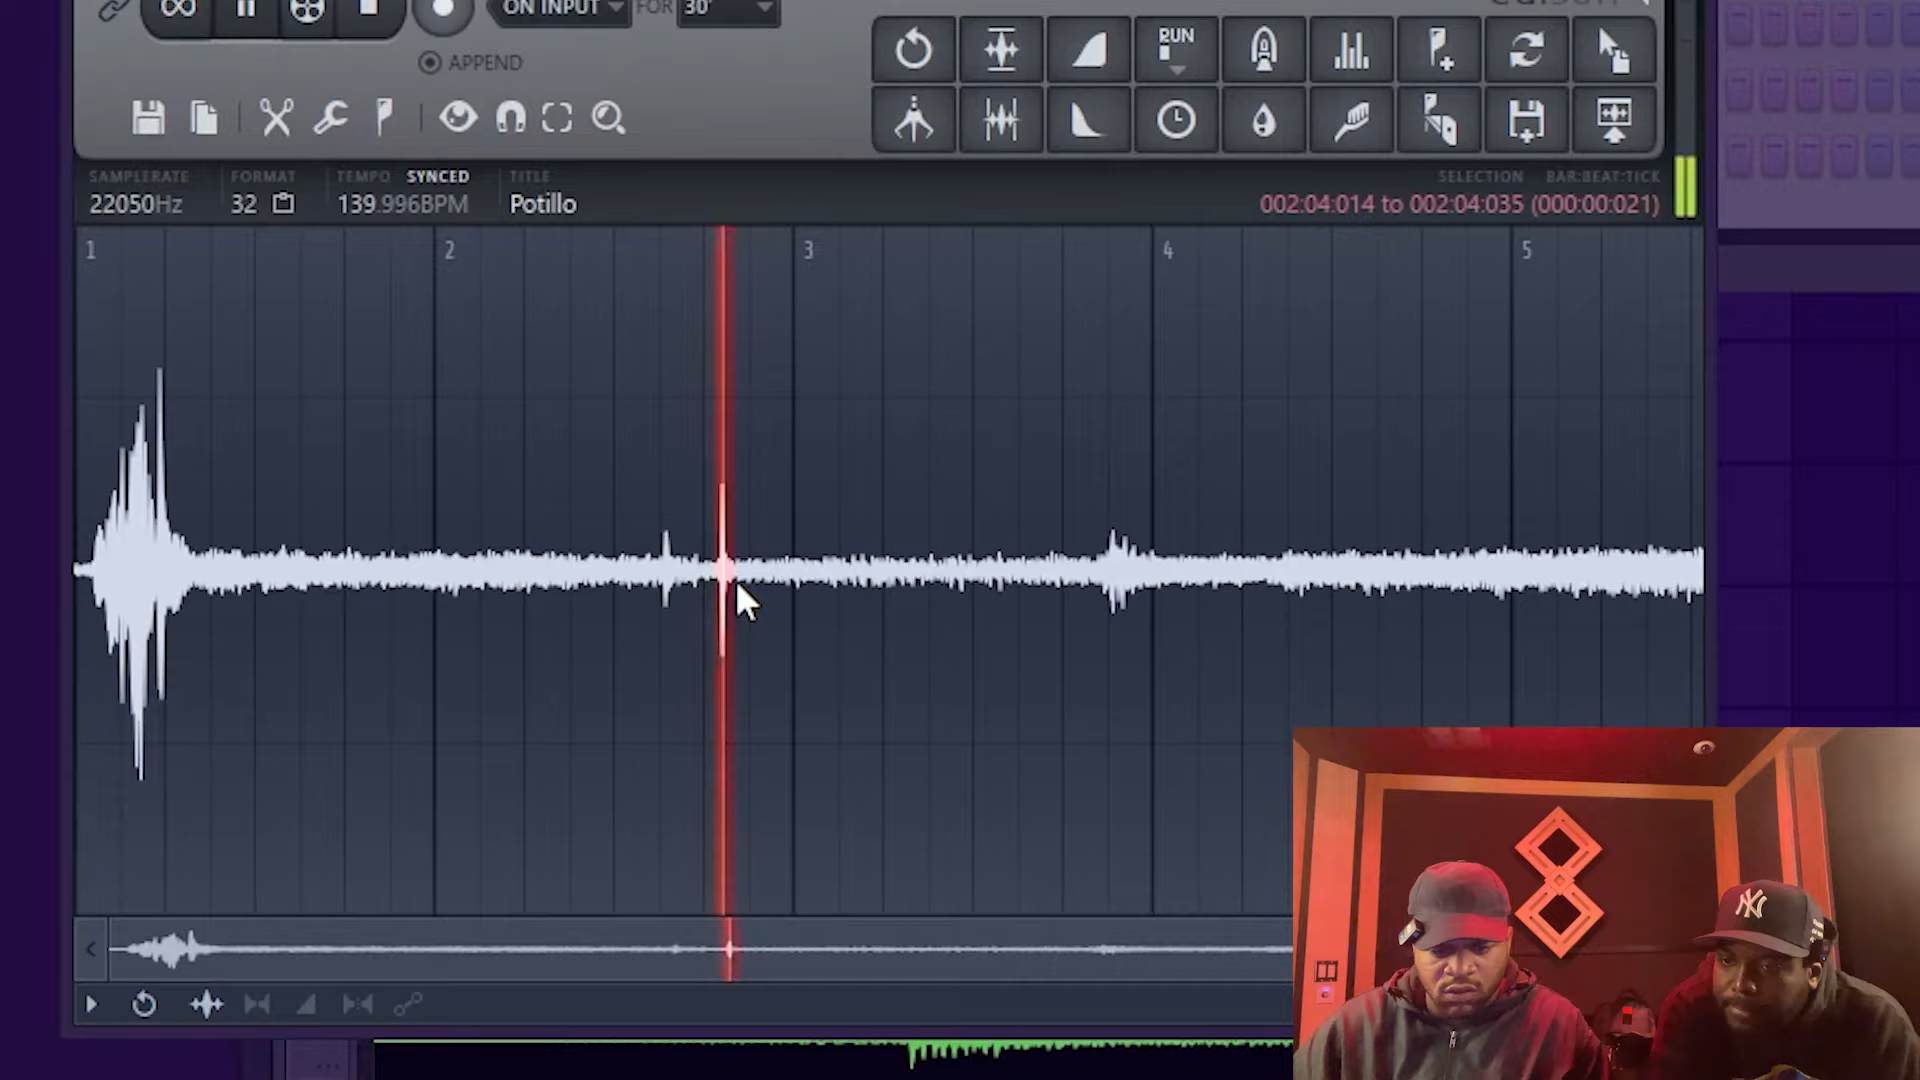 ON INPUT FOR 30'
APPEND
RUN
SAMPLERATE FORMAT TEMPO SYNCED TITLE SELECTION BAR:BEAT:TICK
22050Hz 32 139.996BPM Potillo 002:04:014 to 002:04:035 (000:00:021)
1 2 3 4 5
NY